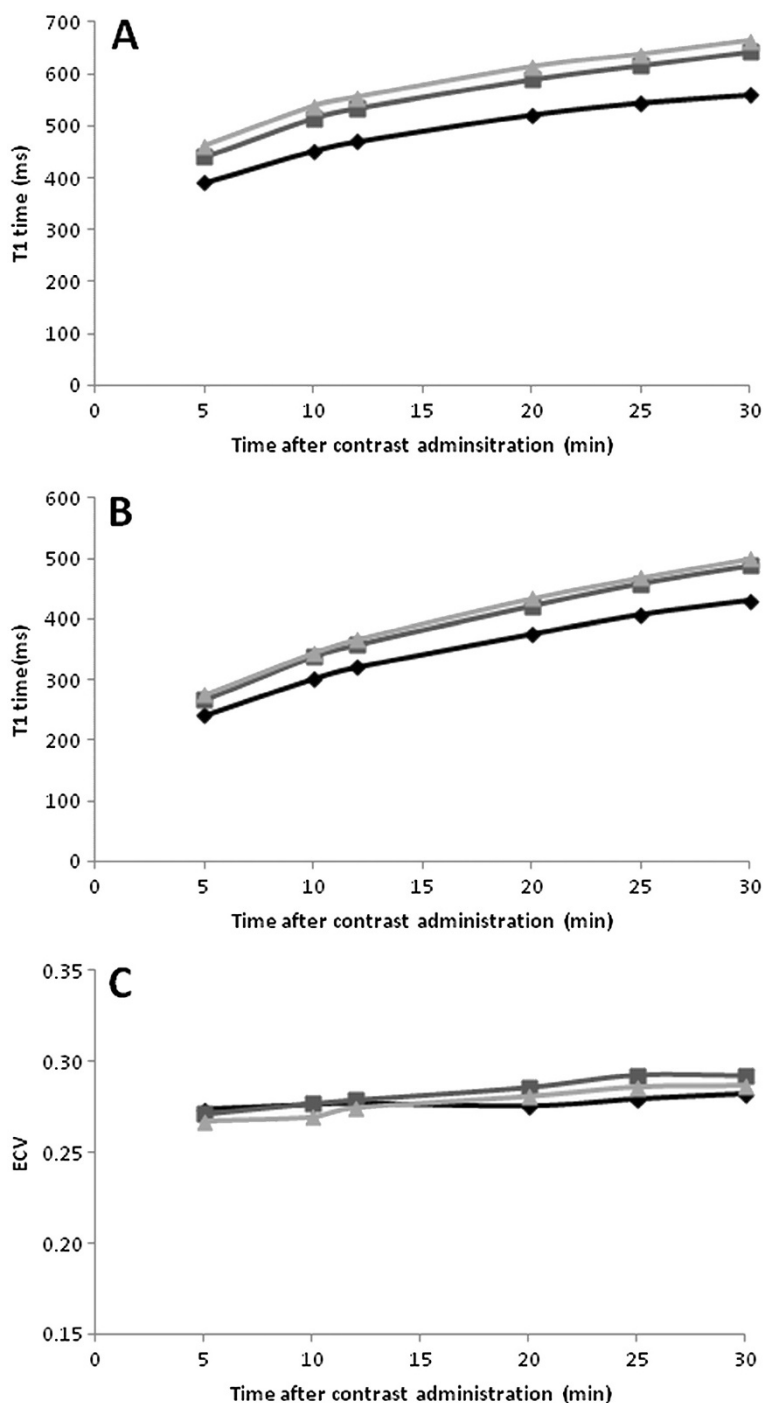 A
700
600
500
400
300
200
100
0
T1 time (ms)
0 5 10 15 20 25 30
Time after contrast adminsitration (min)
B
600
500
400
300
200
100
0
T1 time(ms)
0 5 10 15 20 25 30
Time after contrast administration (min)
C
0.35
0.30
0.25
0.20
0.15
ECV
0 5 10 15 20 25 30
Time after contrast administration (min)